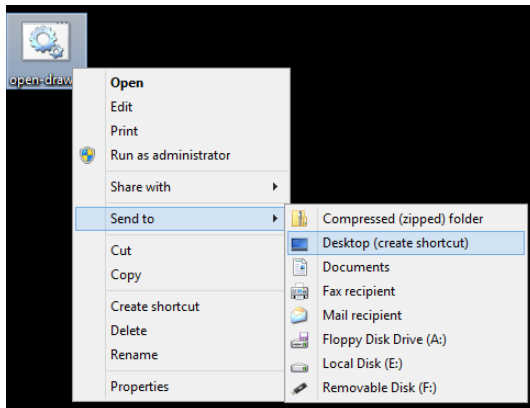 open-draw
Open
Edit
Print
Run as administrator
Share with
Send to
Cut
Copy
Create shortcut
Delete
Rename
Properties
Compressed (zipped) folder
Desktop (create shortcut)
Documents
Fax recipient
Mail recipient
Floppy Disk Drive (A:)
Local Disk (E:)
Removable Disk (F:)